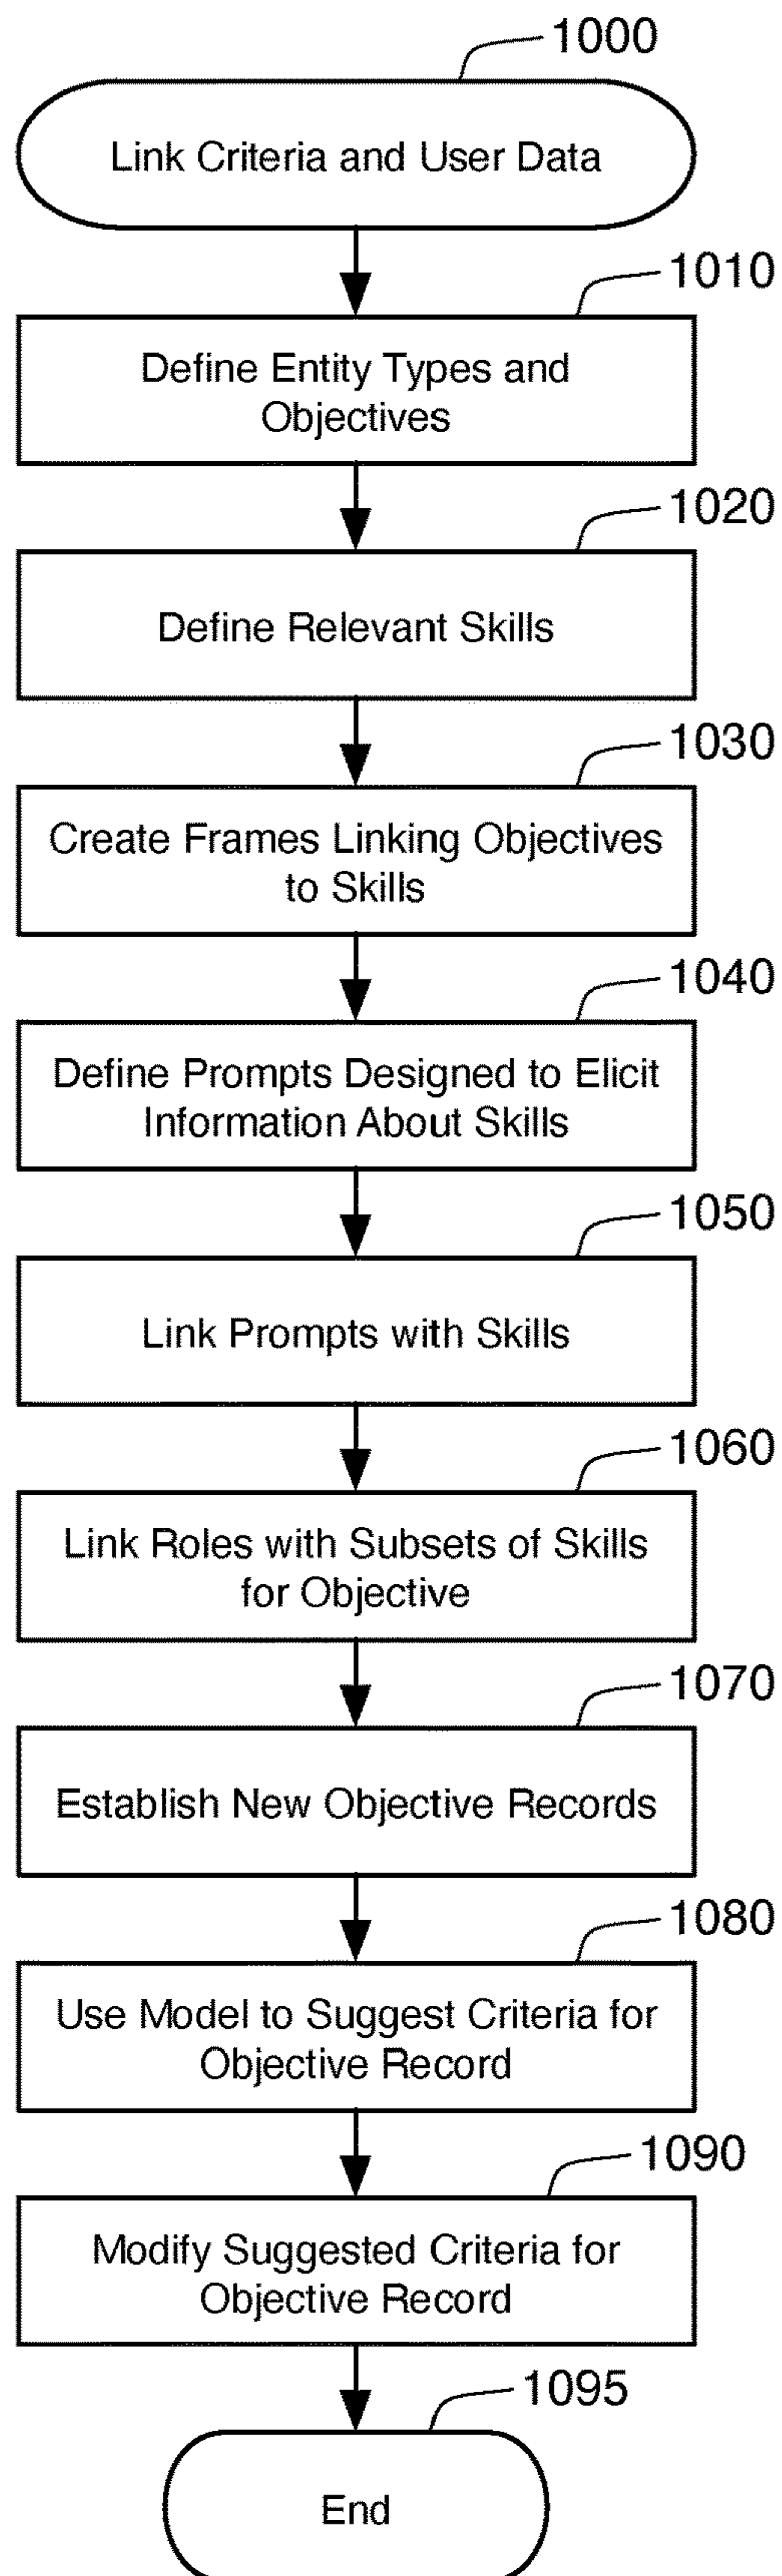 1000
Link Criteria and User Data
1010
Define Entity Types and
Objectives
1020
Define Relevant Skills
1030
Create Frames Linking Objectives
to Skills
1040
Define Prompts Designed to Elicit
Information About Skills
1050
Link Prompts with Skills
1060
Link Roles with Subsets of Skills
for Objective
1070
Establish New Objective Records
1080
Use Model to Suggest Criteria for
Objective Record
1090
Modify Suggested Criteria for
Objective Record
1095
End